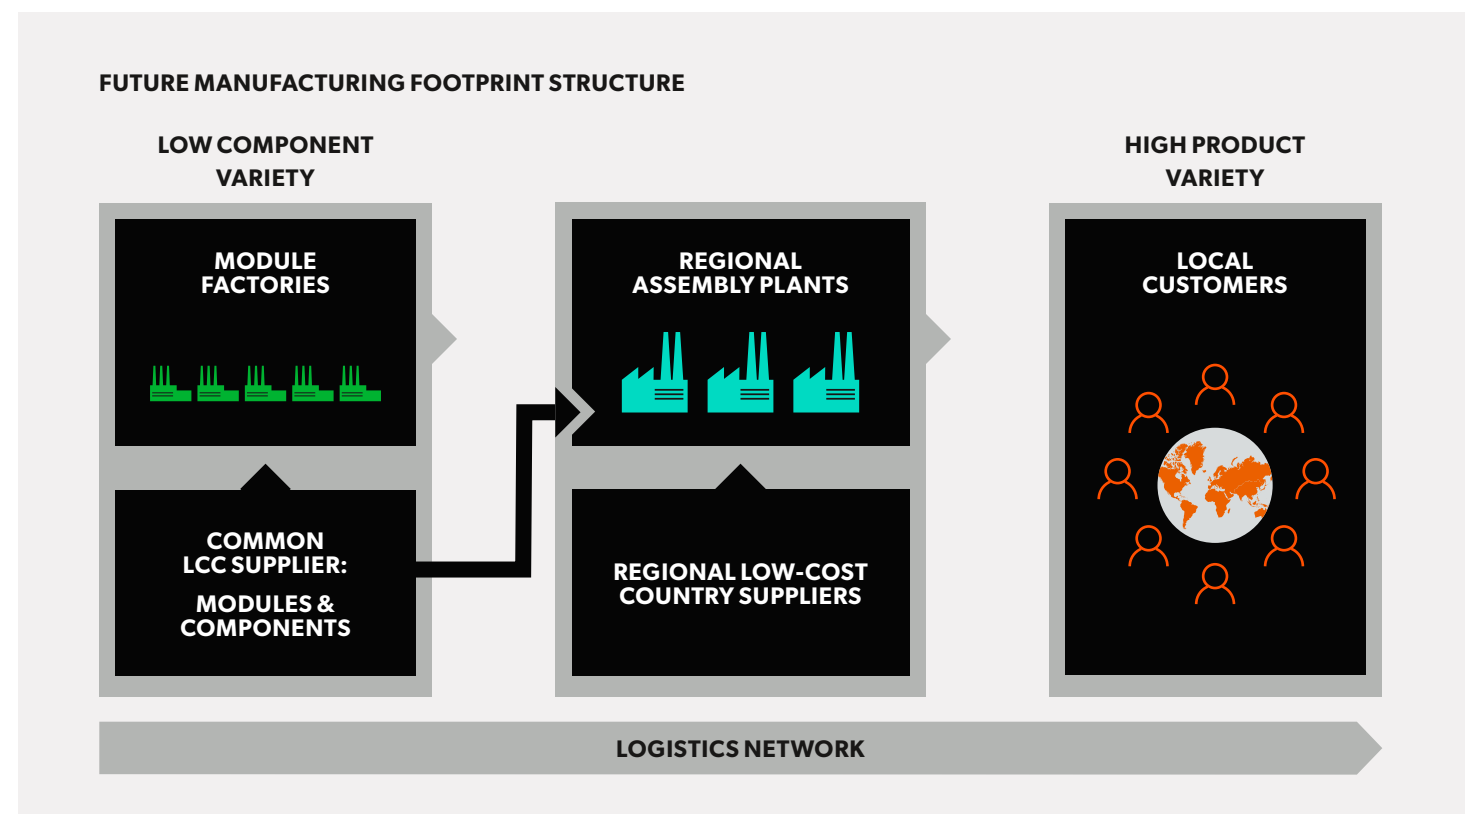 FUTURE MANUFACTURING FOOTPRINT STRUCTURE
LOW COMPONENT
VARIETY
HIGH PRODUCT
VARIETY
MODULE
FACTORIES
REGIONAL
ASSEMBLY PLANTS
LOCAL
CUSTOMERS
COMMON
LCC SUPPLIER:
MODULES &
COMPONENTS
REGIONAL LOW-COST
COUNTRY SUPPLIERS
LOGISTICS NETWORK